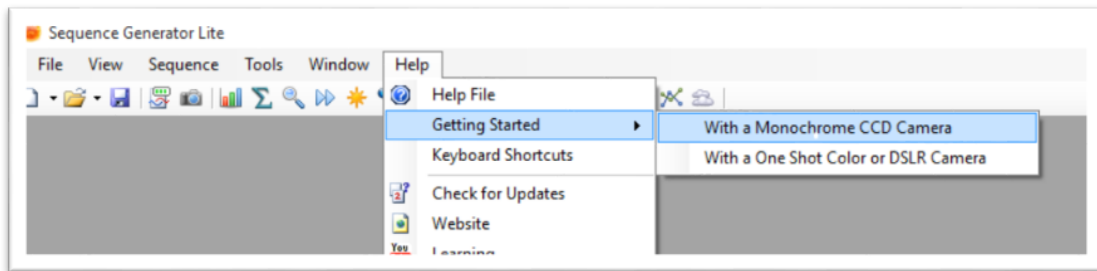 Sequence Generator Lite
File View Sequence Tools Window Help
Help File
Getting Started
With a Monochrome CCD Camera
With a One Shot Color or DSLR Camera
Keyboard Shortcuts
Check for Updates
Website
You
Learning